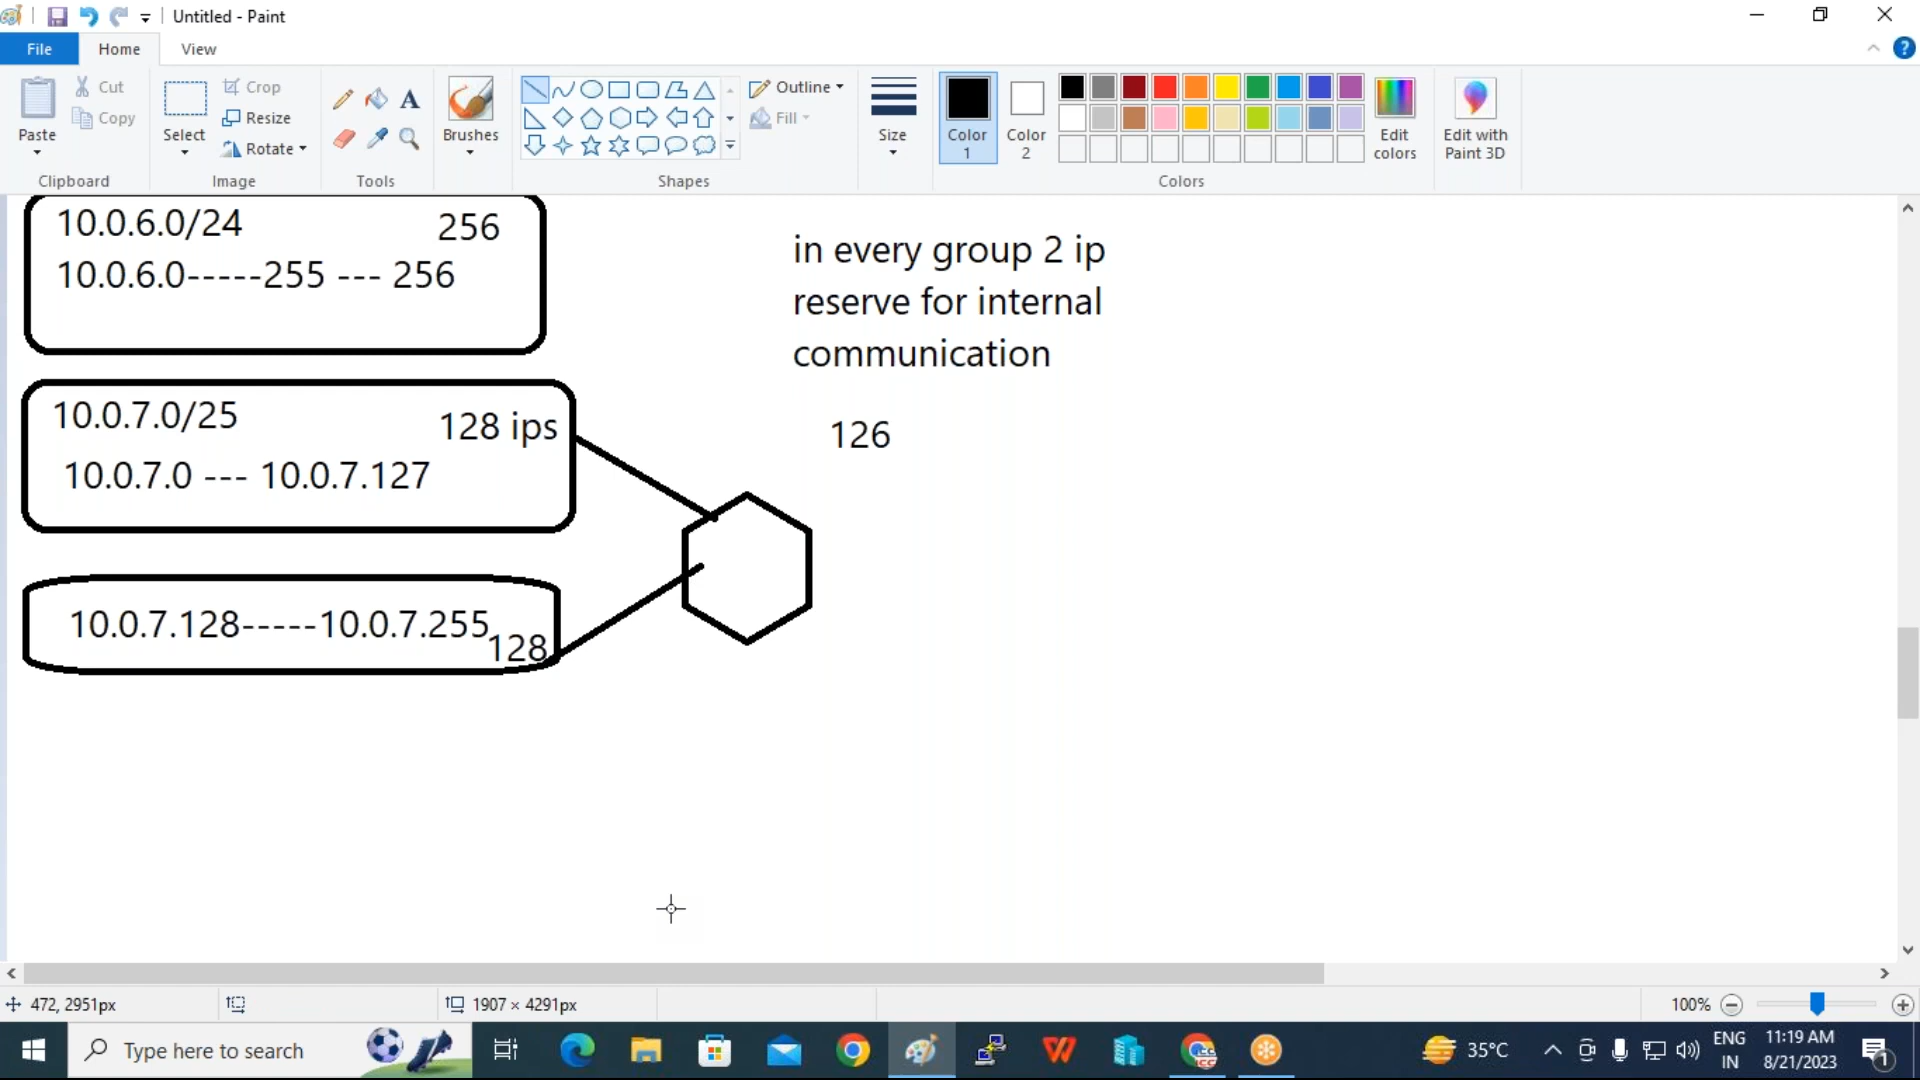 Untitled - Paint
File
Home
View
Paste
Cut
Copy
Clipboard
Select
Crop
Resize
Rotate
Image
Tools
Brushes
Shapes
Outline
Fill
Size
Color 1
Color 2
Edit colors
Edit with Paint 3D
Colors
10.0.6.0/24 256
10.0.6.0-----255 --- 256
in every group 2 ip
reserve for internal
communication
10.0.7.0/25 128 ips
10.0.7.0 --- 10.0.7.127
126
10.0.7.128-----10.0.7.255
128
472, 2951px
1907 × 4291px
100%
Type here to search
35°C
ENG
IN
11:19 AM
8/21/2023
1